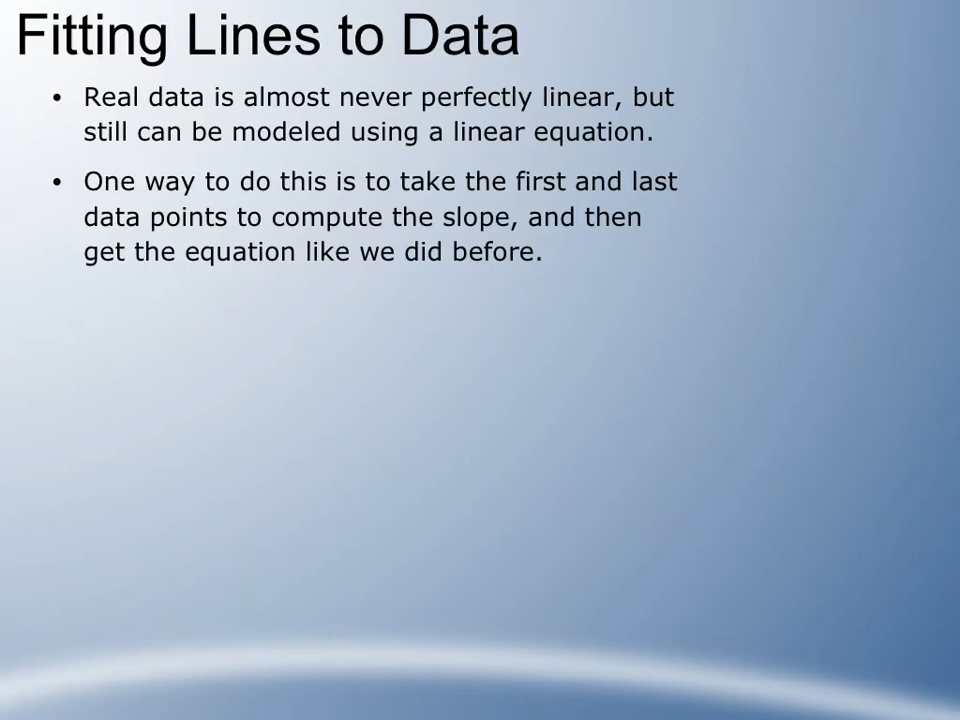 Fitting Lines to Data
• Real data is almost never perfectly linear, but
still can be modeled using a linear equation.
• One way to do this is to take the first and last
data points to compute the slope, and then
get the equation like we did before.